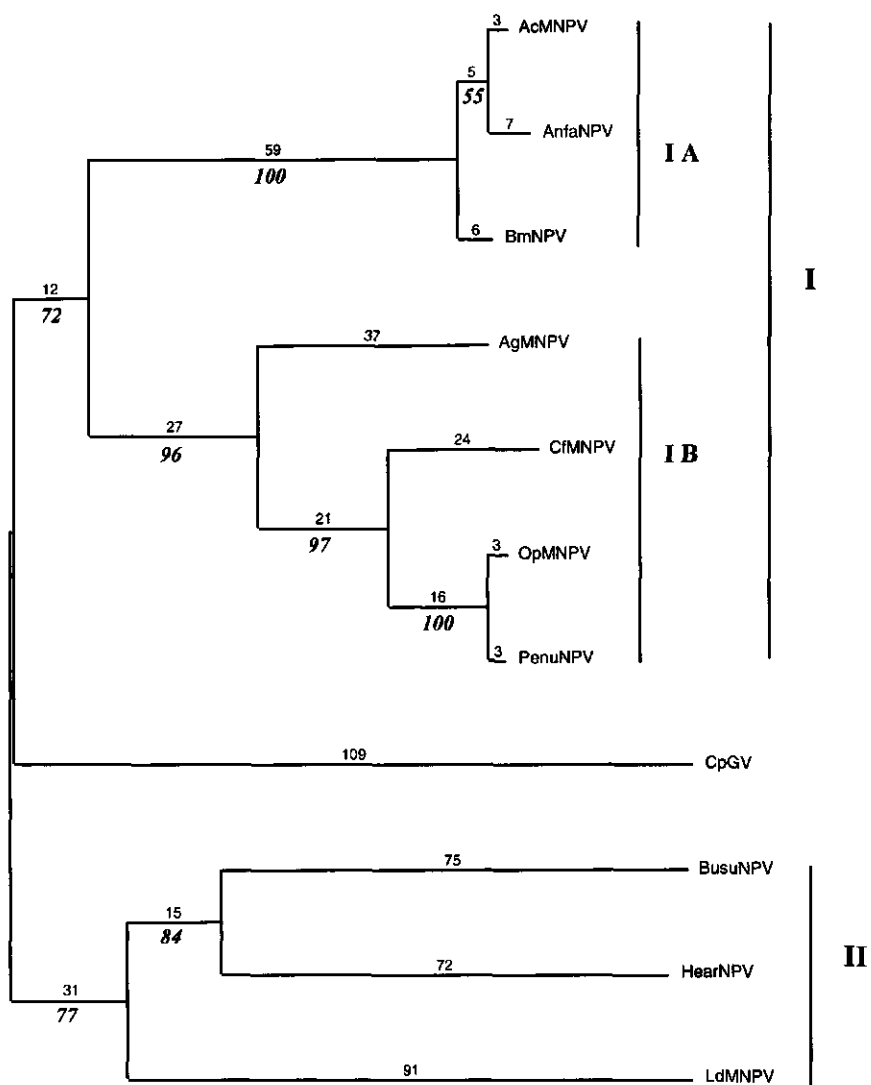 3 AcMNPV
5
55
7 AnfaNPV
I A
59
100
6 BmNPV
I
12
72
37 AgMNPV
27
96
24 CfMNPV
I B
21
97
3 OpMNPV
16
100
3 PenuNPV
109 CpGV
75 BusuNPV
15
84
72 HearNPV
II
31
77
91 LdMNPV